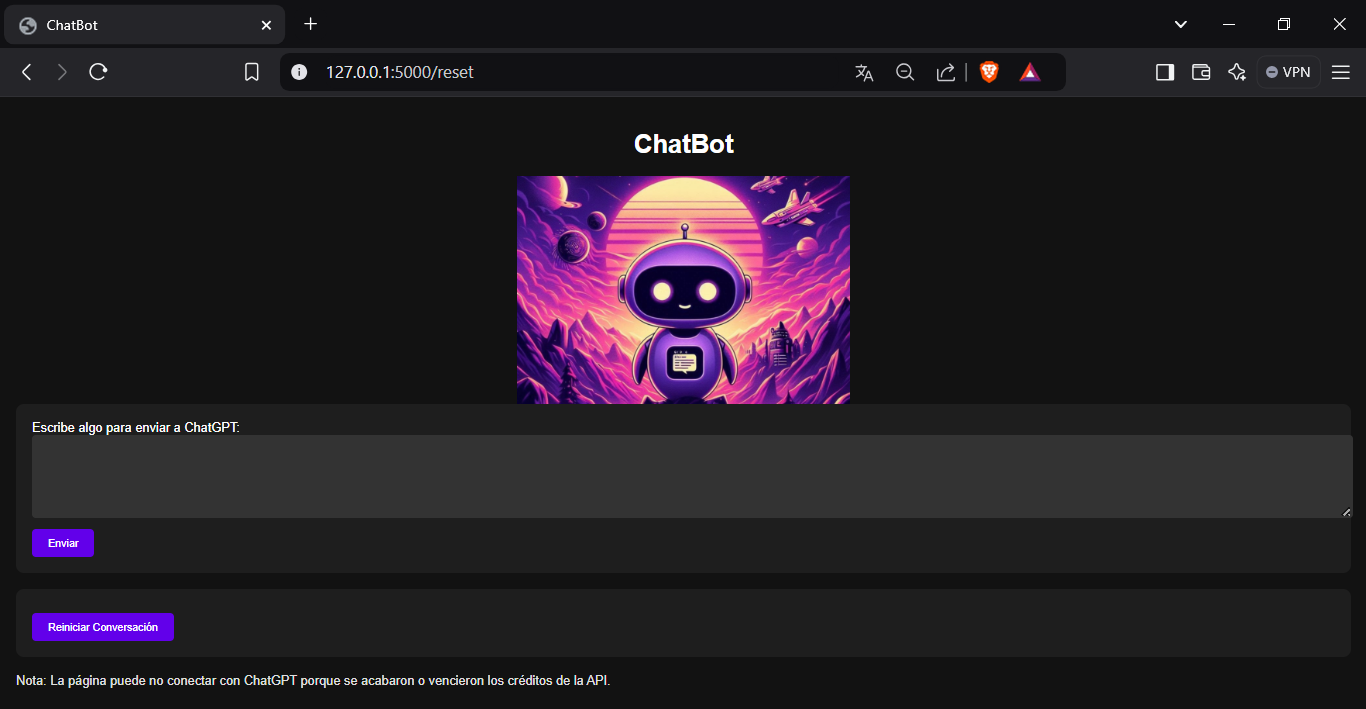 ChatBot
127.0.0.1:5000/reset
VPN
ChatBot
Escribe algo para enviar a ChatGPT:
Enviar
Reiniciar Conversación
Nota: La página puede no conectar con ChatGPT porque se acabaron o vencieron los créditos de la API.